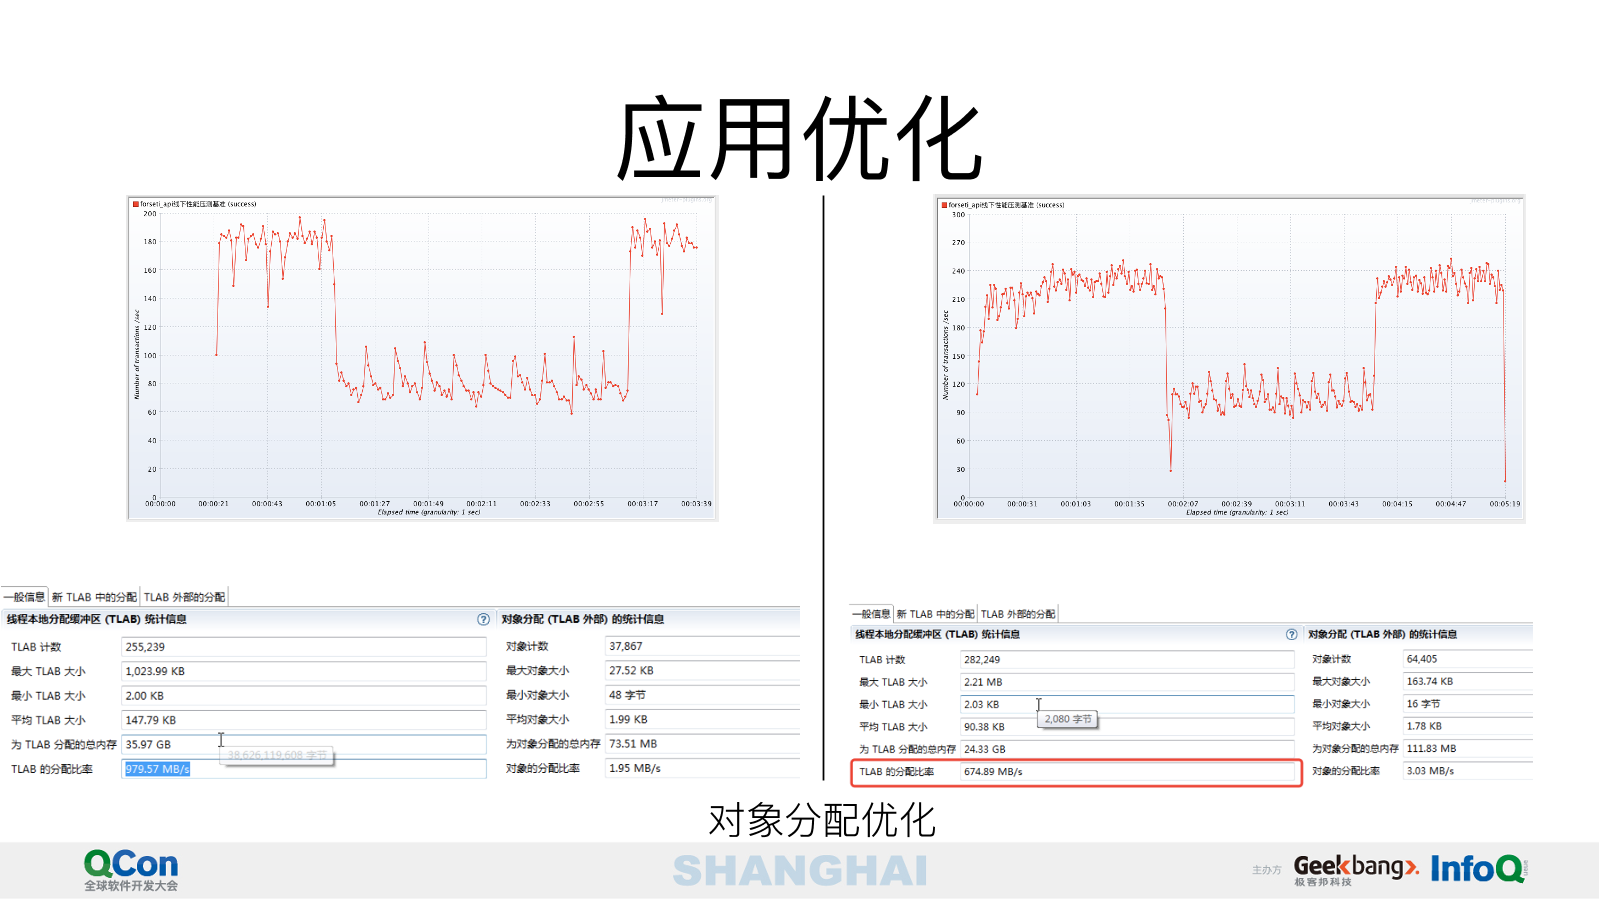 应用优化
forseti_api线下性能压测基准 (success)
200
180
160
140
120
100
80
60
40
20
0
Number of transactions /sec
00:00:00 00:00:21 00:00:43 00:01:05 00:01:27 00:01:49 00:02:11 00:02:33 00:02:55 00:03:17 00:03:39
Elapsed time (granularity: 1 sec)
forseti_api线下性能压测基准 (success)
300
270
240
210
180
150
120
90
60
30
0
Number of transactions /sec
00:00:00 00:00:31 00:01:03 00:01:35 00:02:07 00:02:39 00:03:11 00:03:43 00:04:15 00:04:47 00:05:19
Elapsed time (granularity: 1 sec)
一般信息 新 TLAB 中的分配 TLAB 外部的分配
线程本地分配缓冲区 (TLAB) 统计信息
TLAB 计数 255,239
最大 TLAB 大小 1,023.99 KB
最小 TLAB 大小 2.00 KB
平均 TLAB 大小 147.79 KB
为 TLAB 分配的总内存 35.97 GB
38,626,119,608 字节
TLAB 的分配比率 979.57 MB/s
对象分配 (TLAB 外部) 的统计信息
对象计数 37,867
最大对象大小 27.52 KB
最小对象大小 48 字节
平均对象大小 1.99 KB
为对象分配的总内存 73.51 MB
对象的分配比率 1.95 MB/s
一般信息 新 TLAB 中的分配 TLAB 外部的分配
线程本地分配缓冲区 (TLAB) 统计信息
TLAB 计数 282,249
最大 TLAB 大小 2.21 MB
最小 TLAB 大小 2.03 KB
2,080 字节
平均 TLAB 大小 90.38 KB
为 TLAB 分配的总内存 24.33 GB
TLAB 的分配比率 674.89 MB/s
对象分配 (TLAB 外部) 的统计信息
对象计数 64,405
最大对象大小 163.74 KB
最小对象大小 16 字节
平均对象大小 1.78 KB
为对象分配的总内存 111.83 MB
对象的分配比率 3.03 MB/s
对象分配优化
QCon
全球软件开发大会
SHANGHAI
主办方
Geekbang>.
极客邦科技
InfoQ